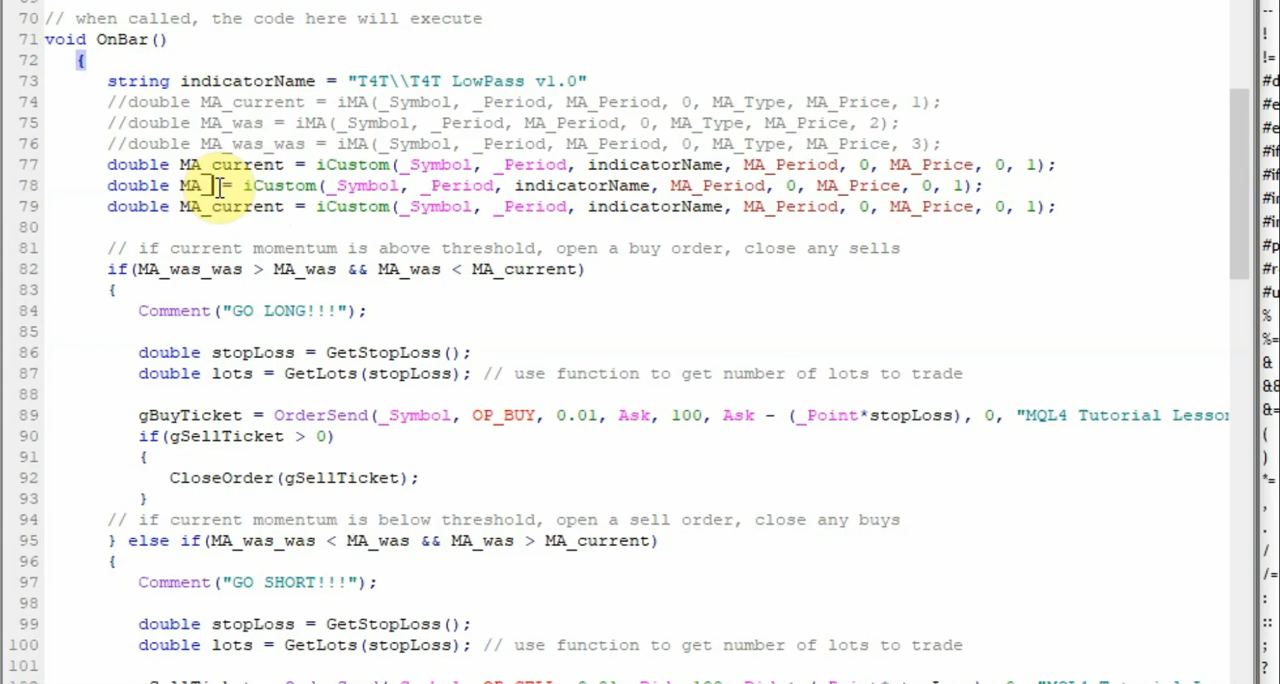 70 // when called, the code here will execute
71 void OnBar()
72 {
73 string indicatorName = "T4T\\T4T LowPass v1.0"
74 //double MA_current = iMA(_Symbol, _Period, MA_Period, 0, MA_Type, MA_Price, 1);
75 //double MA_was = iMA(_Symbol, _Period, MA_Period, 0, MA_Type, MA_Price, 2);
76 //double MA_was_was = iMA(_Symbol, _Period, MA_Period, 0, MA_Type, MA_Price, 3);
77 double MA_current = iCustom(_Symbol, _Period, indicatorName, MA_Period, 0, MA_Price, 0, 1);
78 double MA_ = iCustom(_Symbol, _Period, indicatorName, MA_Period, 0, MA_Price, 0, 1);
79 double MA_current = iCustom(_Symbol, _Period, indicatorName, MA_Period, 0, MA_Price, 0, 1);
80
81 // if current momentum is above threshold, open a buy order, close any sells
82 if(MA_was_was > MA_was && MA_was < MA_current)
83 {
84 Comment("GO LONG!!!");
85
86 double stopLoss = GetStopLoss();
87 double lots = GetLots(stopLoss); // use function to get number of lots to trade
88
89 gBuyTicket = OrderSend(_Symbol, OP_BUY, 0.01, Ask, 100, Ask - (_Point*stopLoss), 0, "MQL4 Tutorial Lesson
90 if(gSellTicket > 0)
91 {
92 CloseOrder(gSellTicket);
93 }
94 // if current momentum is below threshold, open a sell order, close any buys
95 } else if(MA_was_was < MA_was && MA_was > MA_current)
96 {
97 Comment("GO SHORT!!!");
98
99 double stopLoss = GetStopLoss();
100 double lots = GetLots(stopLoss); // use function to get number of lots to trade
101
--
!
!=
#d
#e
#e
#if
#if
#in
#in
#p
#r
#u
%
%=
&
&&
&=
(
)
*=
,
.
/
/=
:
::
;
?